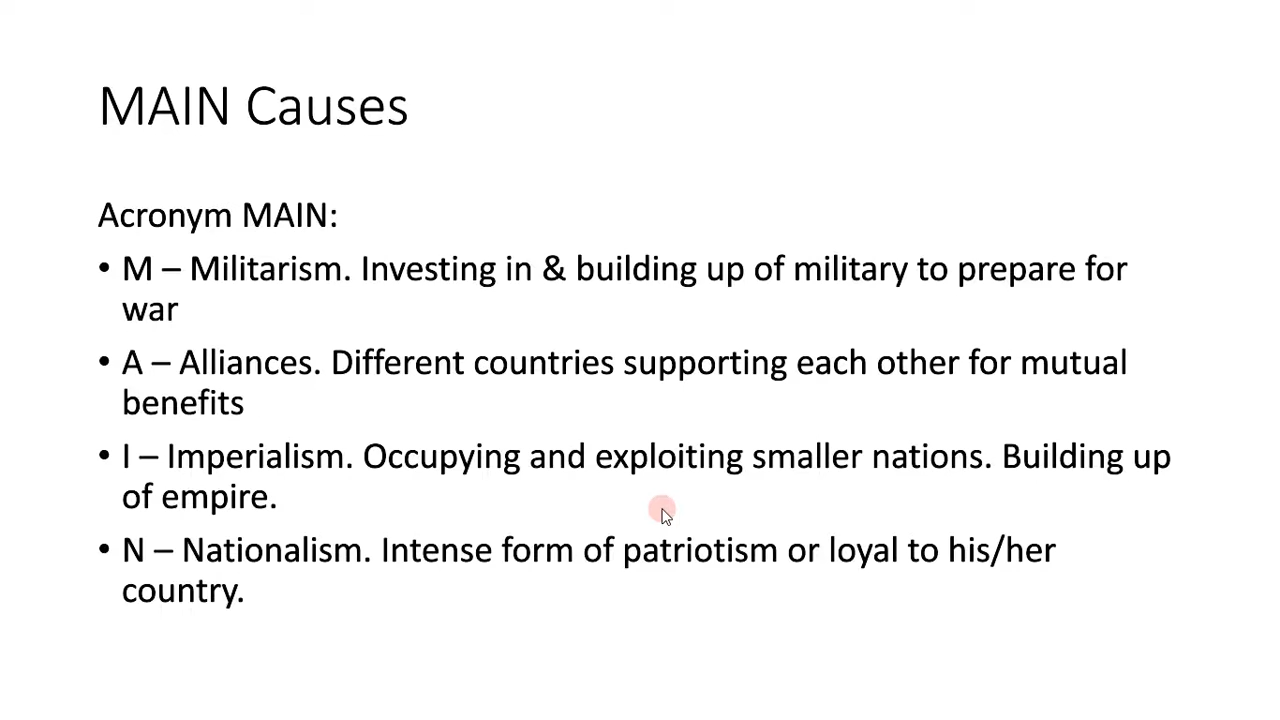 MAIN Causes
Acronym MAIN:
• M – Militarism. Investing in & building up of military to prepare for
war
• A – Alliances. Different countries supporting each other for mutual
benefits
• I – Imperialism. Occupying and exploiting smaller nations. Building up
of empire.
• N – Nationalism. Intense form of patriotism or loyal to his/her
country.